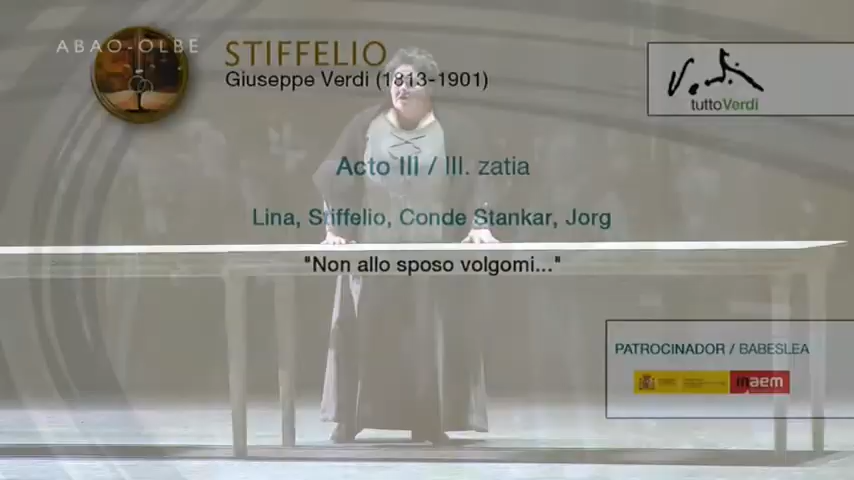 ABAO-OLBE
STIFFELIO
Giuseppe Verdi (1813-1901)
tuttoVerdi
Acto III / III. zatia
Lina, Stiffelio, Conde Stankar, Jorg
"Non allo sposo volgomi..."
PATROCINADOR / BABESLEA
inaem